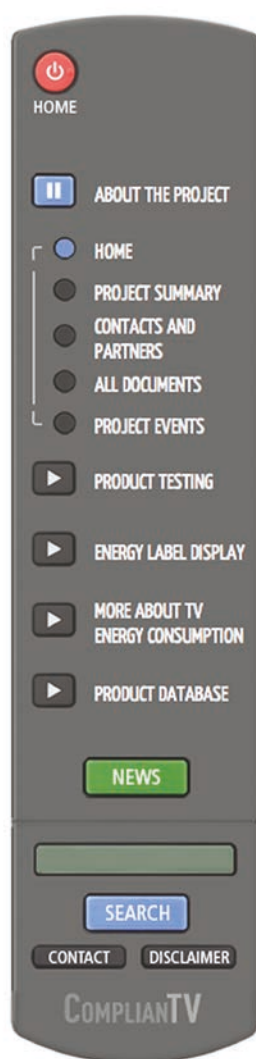 HOME
ABOUT THE PROJECT
HOME
PROJECT SUMMARY
CONTACTS AND
PARTNERS
ALL DOCUMENTS
PROJECT EVENTS
PRODUCT TESTING
ENERGY LABEL DISPLAY
MORE ABOUT TV
ENERGY CONSUMPTION
PRODUCT DATABASE
NEWS
SEARCH
CONTACT DISCLAIMER
COMPLIANTV